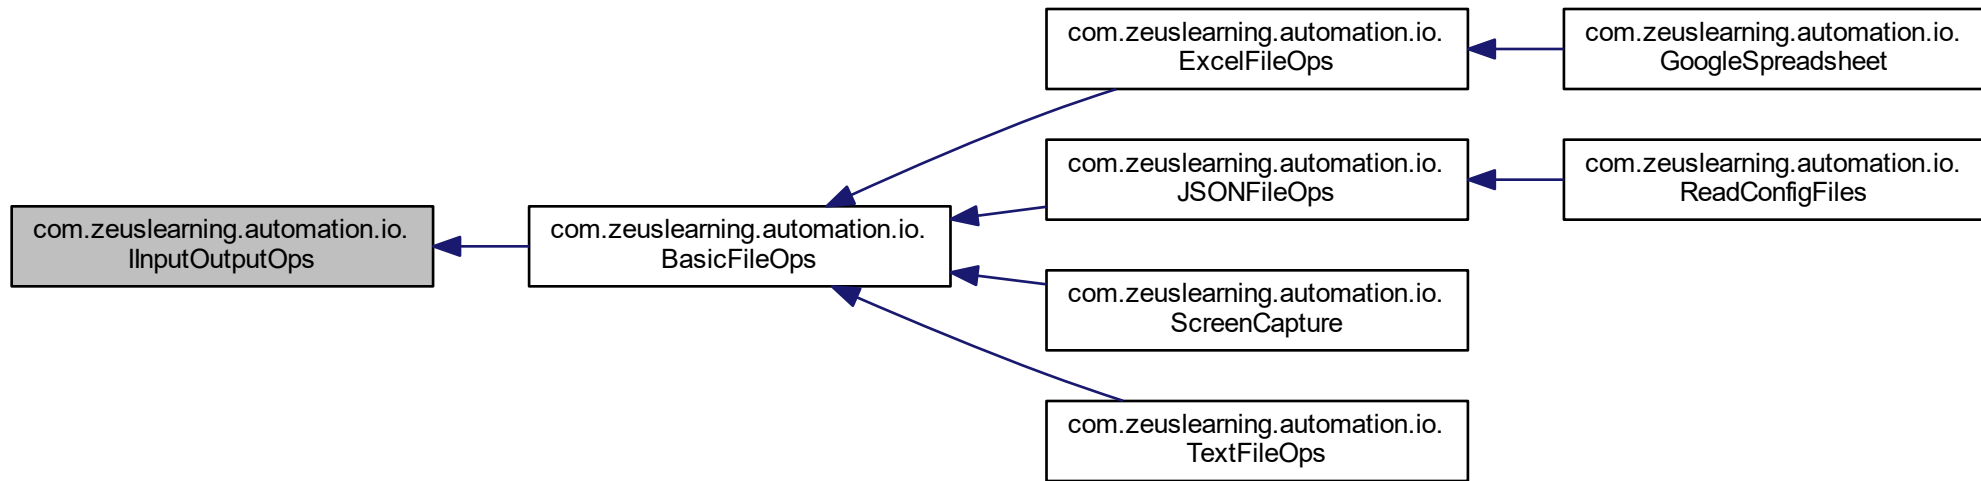 com.zeuslearning.automation.io.
IInputOutputOps
com.zeuslearning.automation.io.
BasicFileOps
com.zeuslearning.automation.io.
ExcelFileOps
com.zeuslearning.automation.io.
GoogleSpreadsheet
com.zeuslearning.automation.io.
JSONFileOps
com.zeuslearning.automation.io.
ReadConfigFiles
com.zeuslearning.automation.io.
ScreenCapture
com.zeuslearning.automation.io.
TextFileOps